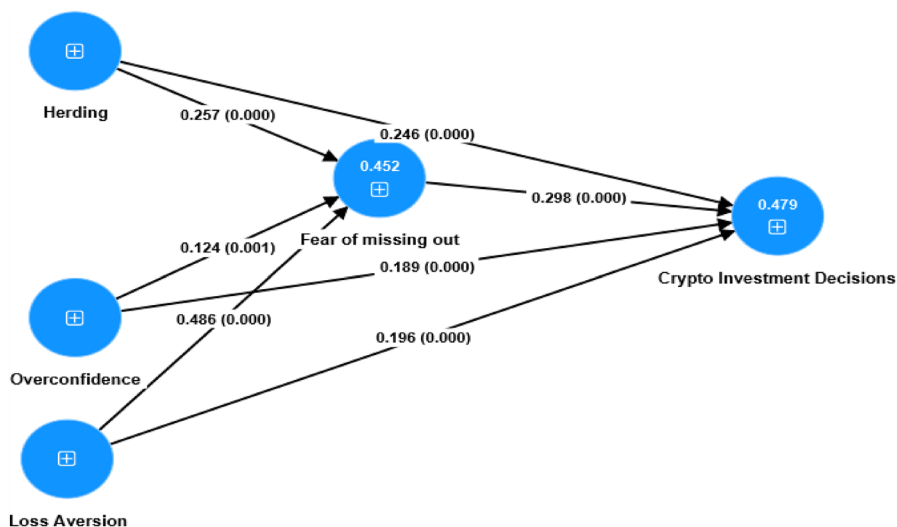 Herding
0.257 (0.000)
0.246 (0.000)
0.452
Fear of missing out
0.298 (0.000)
0.479
Crypto Investment Decisions
0.124 (0.001)
0.189 (0.000)
Overconfidence
0.486 (0.000)
0.196 (0.000)
Loss Aversion